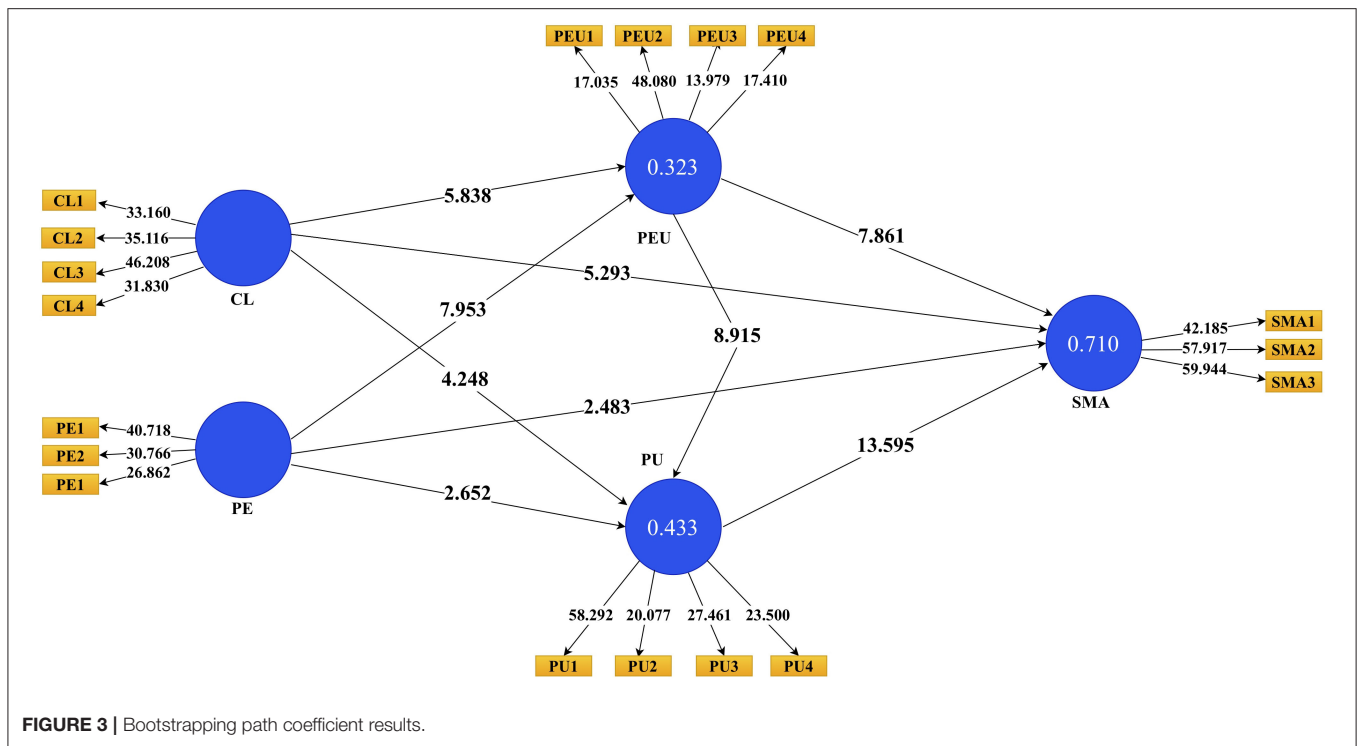 PEU1 PEU2 PEU3 PEU4
17.035 48.080 13.979 17.410
0.323
PEU
CL1
CL2
CL3
CL4
33.160
35.116
46.208
31.830
CL
5.838
5.293
4.248
7.953
7.861
8.915
2.483
2.652
13.595
PE1
PE2
PE1
40.718
30.766
26.862
PE
PU
0.433
58.292 20.077 27.461 23.500
PU1 PU2 PU3 PU4
0.710
SMA
42.185
57.917
59.944
SMA1
SMA2
SMA3
FIGURE 3 | Bootstrapping path coefficient results.